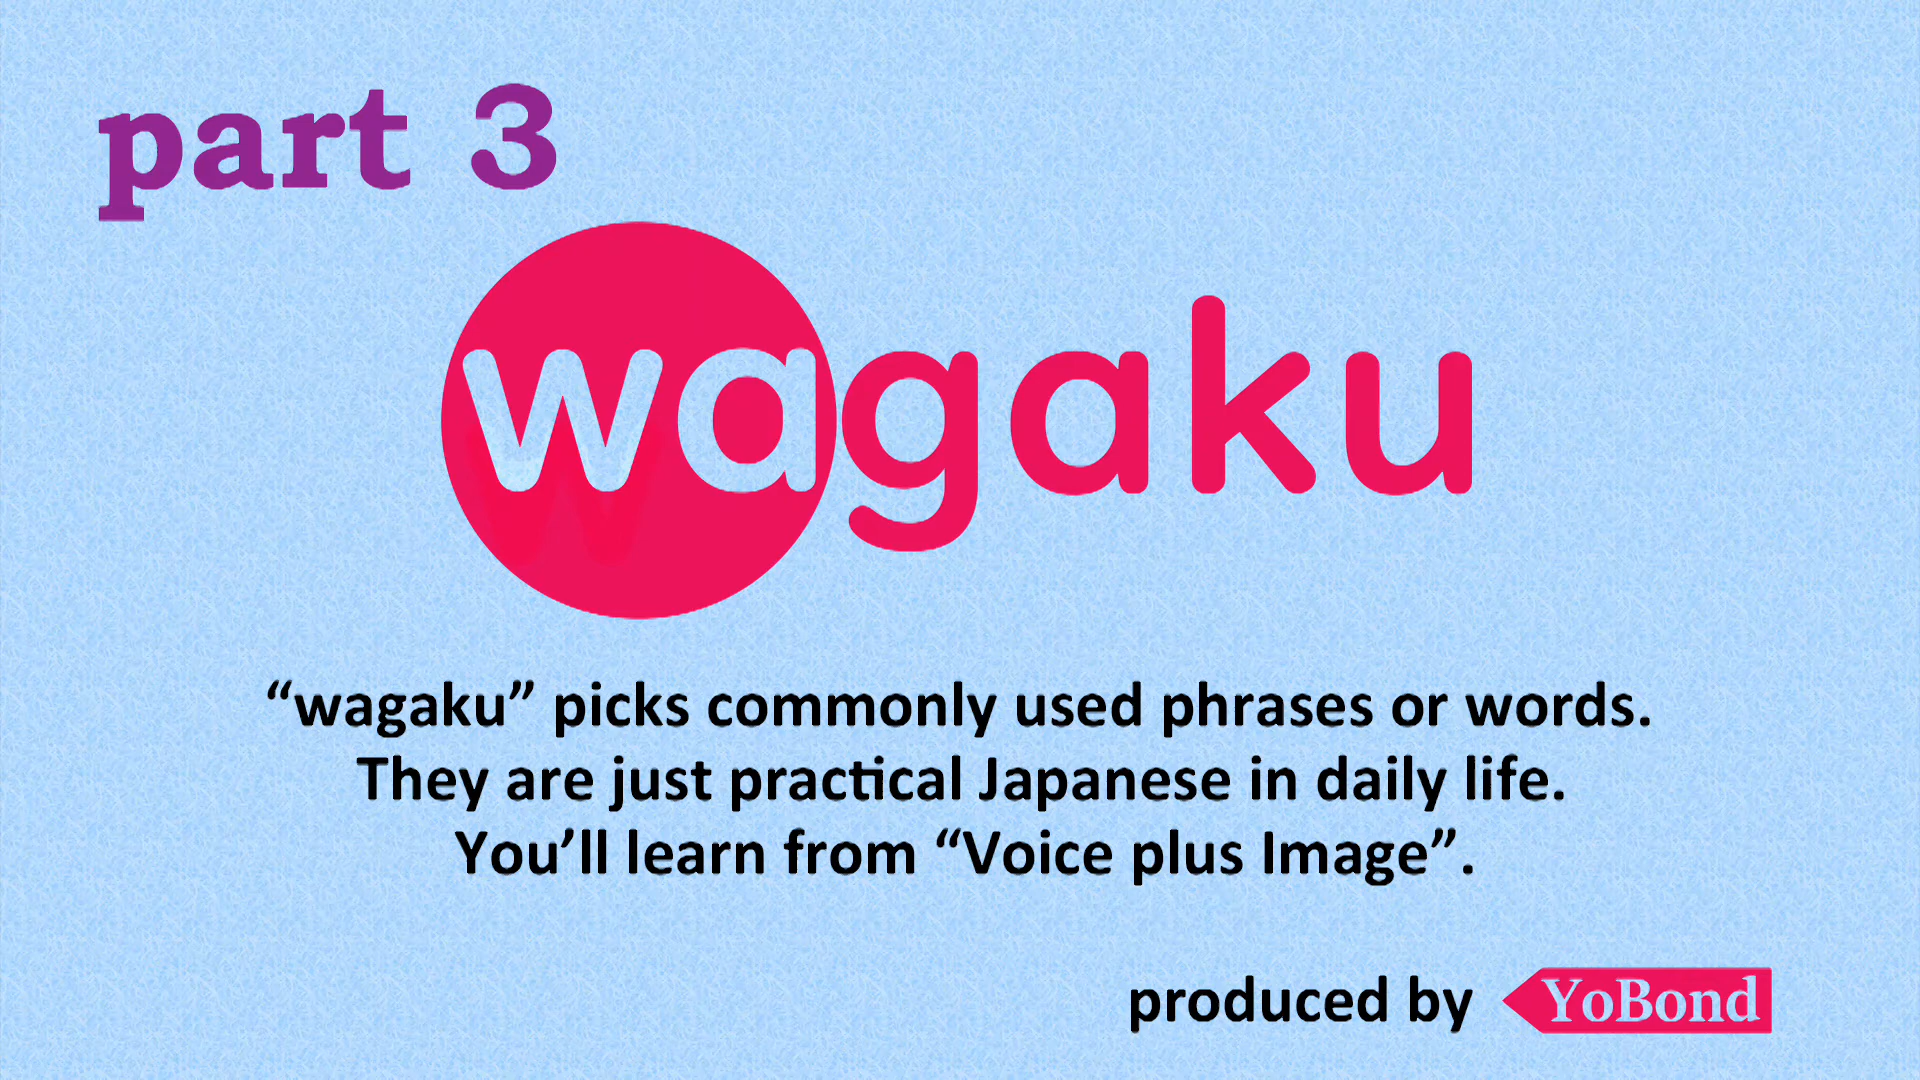 part 3
wagaku
“wagaku” picks commonly used phrases or words.
They are just practical Japanese in daily life.
You’ll learn from “Voice plus Image”.
produced by YoBond